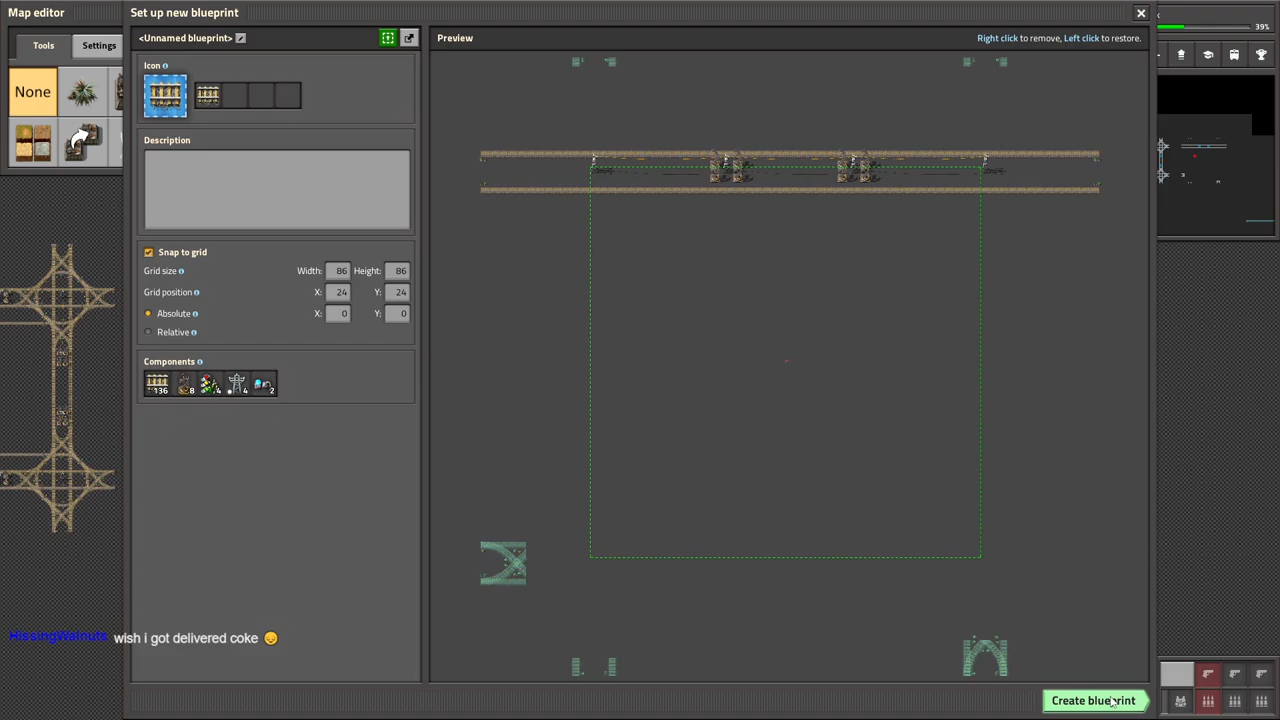 Map editor
Set up new blueprint
Tools
Settings
<Unnamed blueprint>
Preview
Right click to remove, Left click to restore.
39%
None
Icon
Description
Snap to grid
Grid size
Width: 86 Height: 86
Grid position
X: 24 Y: 24
Absolute
X: 0 Y: 0
Relative
Components
136 8 4 4 2
HissingWalnuts wish i got delivered coke 😔
Create blueprint